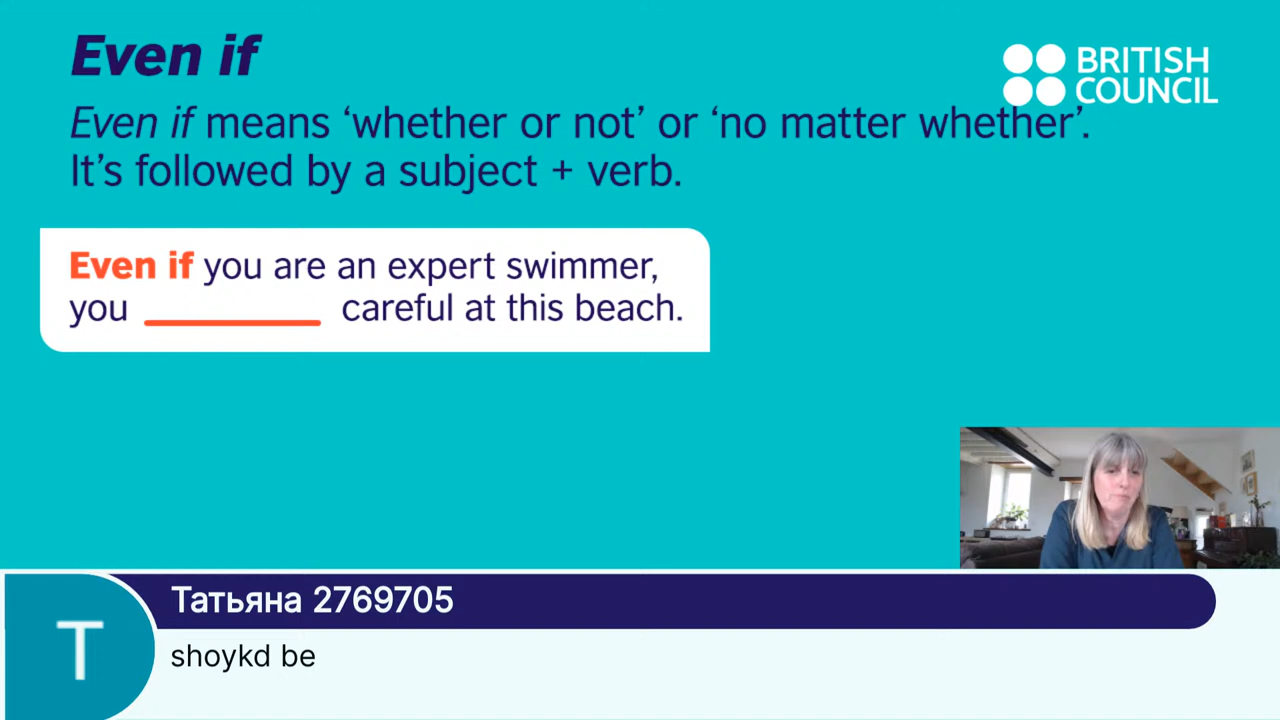 Even if
BRITISH
COUNCIL
Even if means ‘whether or not’ or ‘no matter whether’.
It’s followed by a subject + verb.
Even if you are an expert swimmer,
you ___________ careful at this beach.
T
Татьяна 2769705
shoykd be